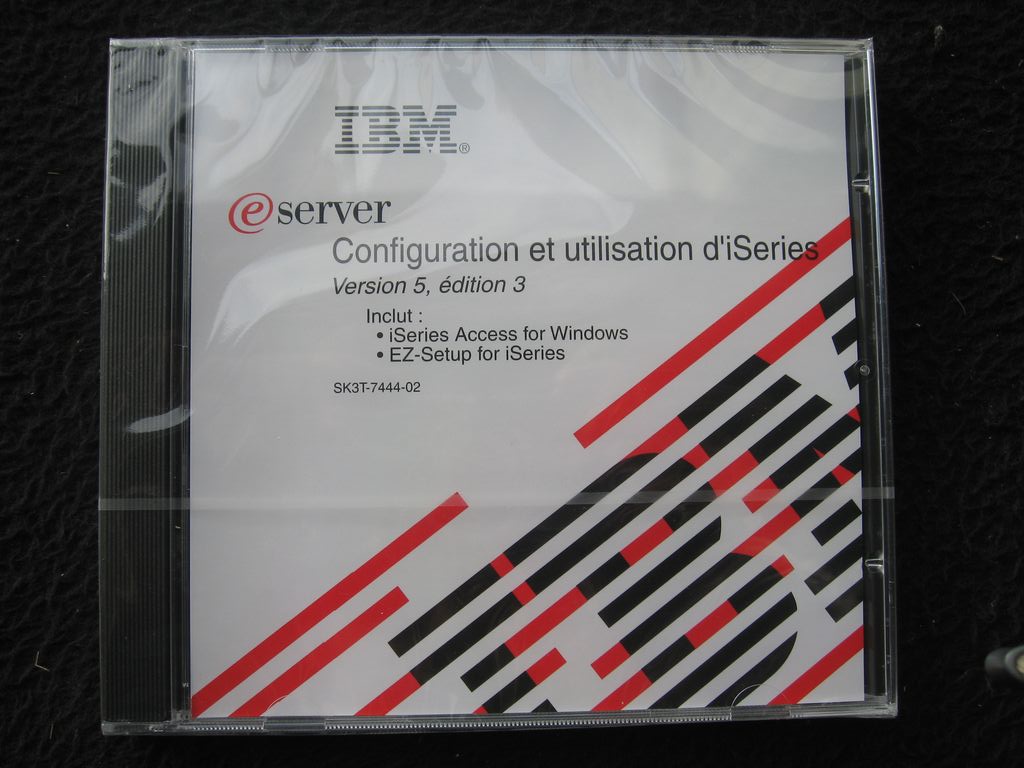 IBM®
e server
Configuration et utilisation d'iSeries
Version 5, édition 3
Inclut :
• iSeries Access for Windows
• EZ-Setup for iSeries
SK3T-7444-02